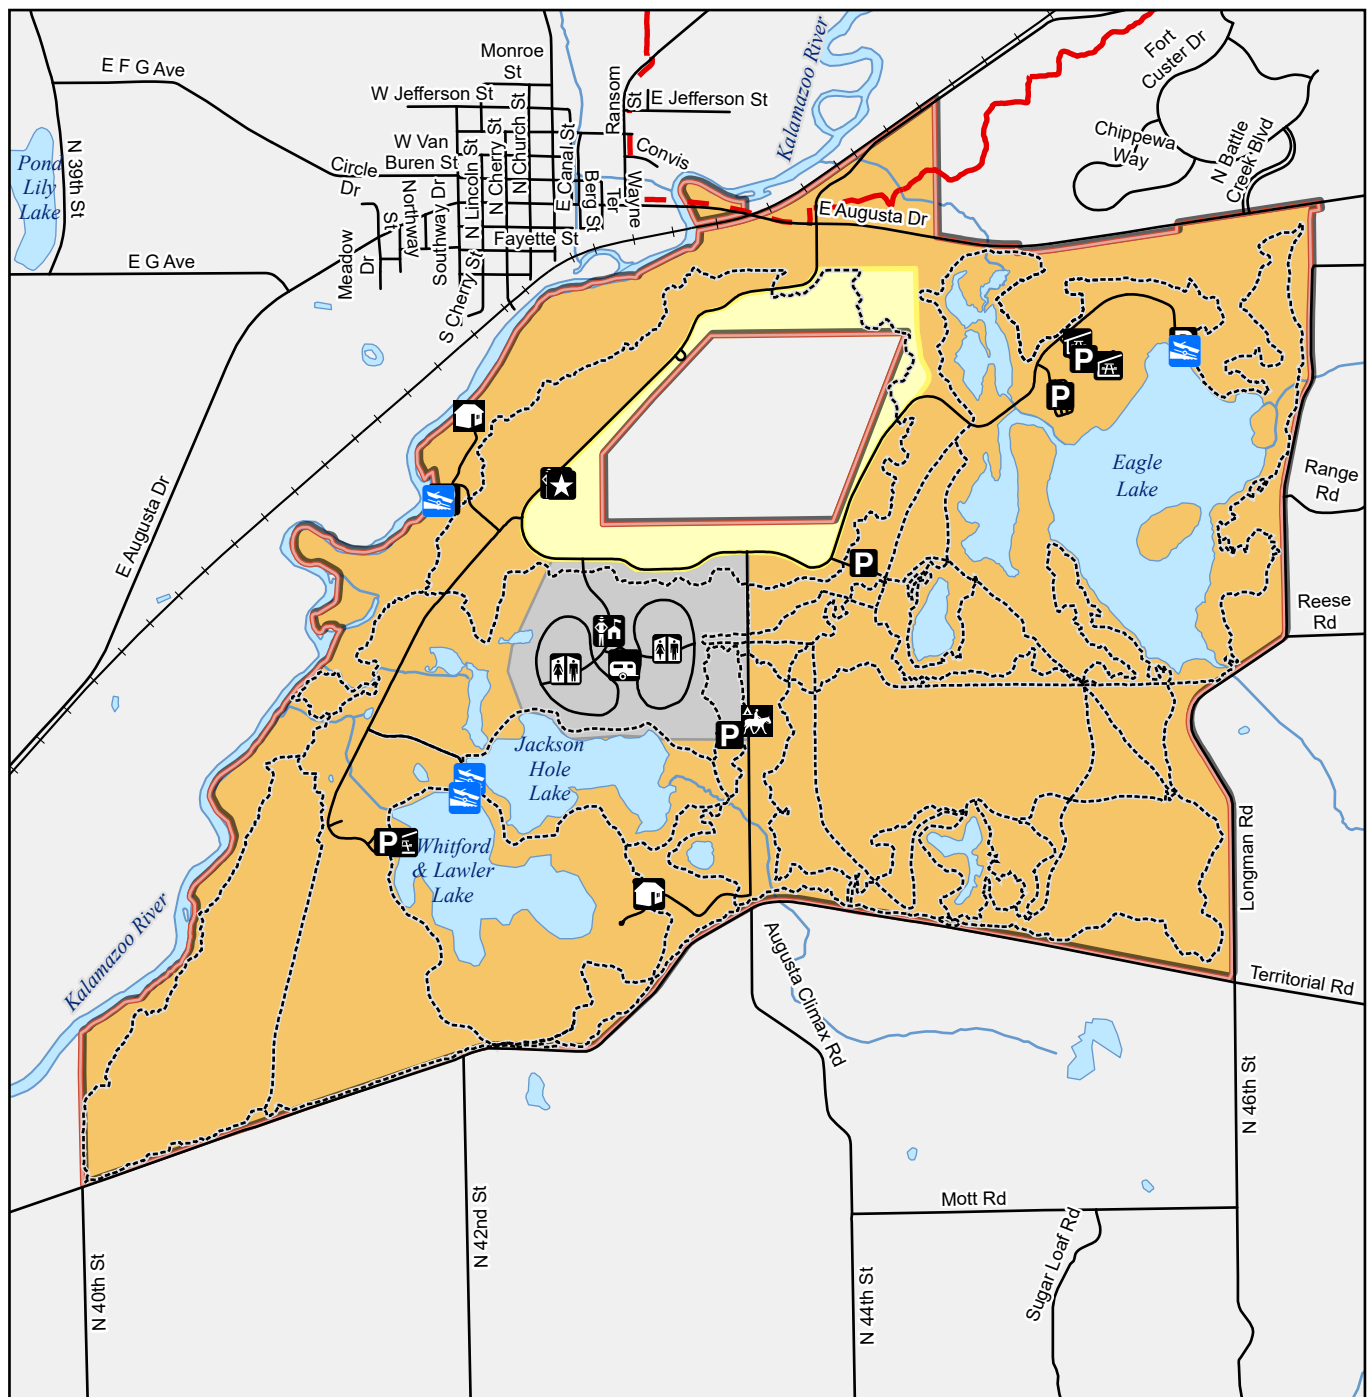 Monroe
St
E F G Ave
W Jefferson St
Ransom
St
E Jefferson St
Kalamazoo River
Fort
Custer Dr
Chippewa
Way
N Battle
Creek Blvd
W Van
Buren St
Circle
Dr
N 39th St
Pond
Lily
Lake
Northway
St
Southway Dr
N Lincoln St
N Cherry St
N Church St
E Canal St
Berg St
Convis
Ter
Wayne
E Augusta Dr
Fayette St
Meadow
Dr
S Cherry St
E G Ave
P
P
Eagle
Lake
Range
Rd
E Augusta Dr
P
Reese
Rd
P
Jackson
Hole
Lake
P
Whitford
& Lawler
Lake
Longman Rd
Kalamazoo River
Augusta Climax Rd
Territorial Rd
N 46th St
Mott Rd
N 42nd St
N 40th St
N 44th St
Sugar Loaf Rd